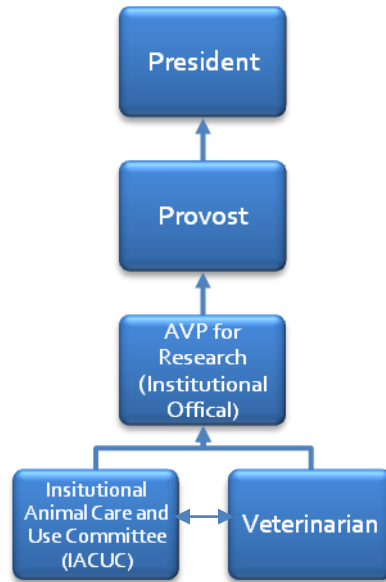 President
Provost
AVP for
Research
(Institutional
Offical)
Insitutional
Animal Care and
Use Committee
(IACUC)
Veterinarian